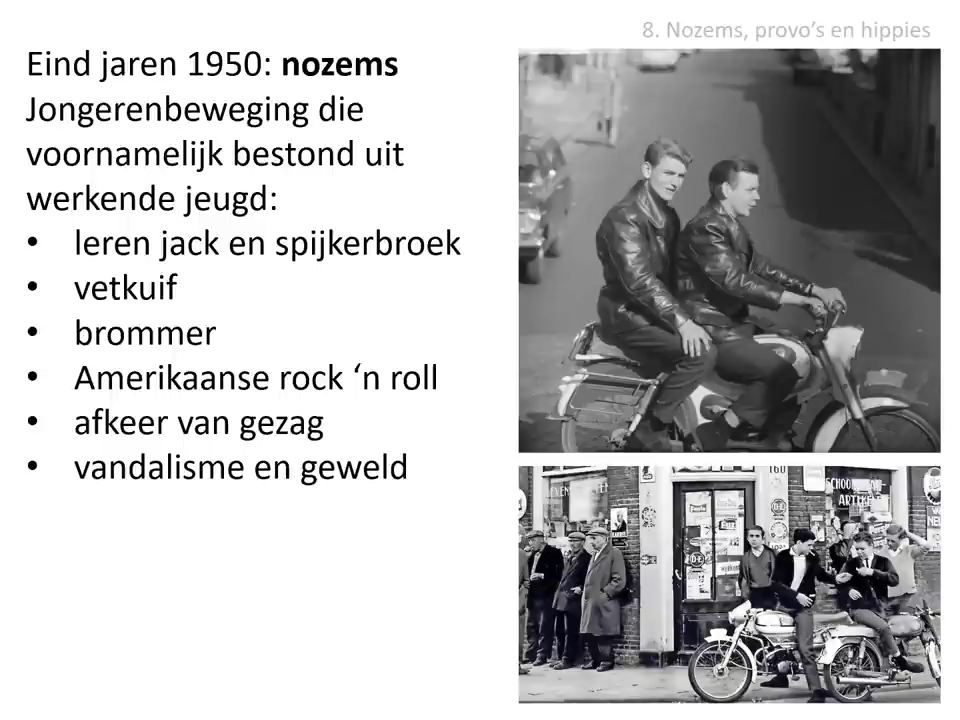 8. Nozems, provo's en hippies
Eind jaren 1950: nozems
Jongerenbeweging die
voornamelijk bestond uit
werkende jeugd:
• leren jack en spijkerbroek
• vetkuif
• brommer
• Amerikaanse rock ‘n roll
• afkeer van gezag
• vandalisme en geweld
160